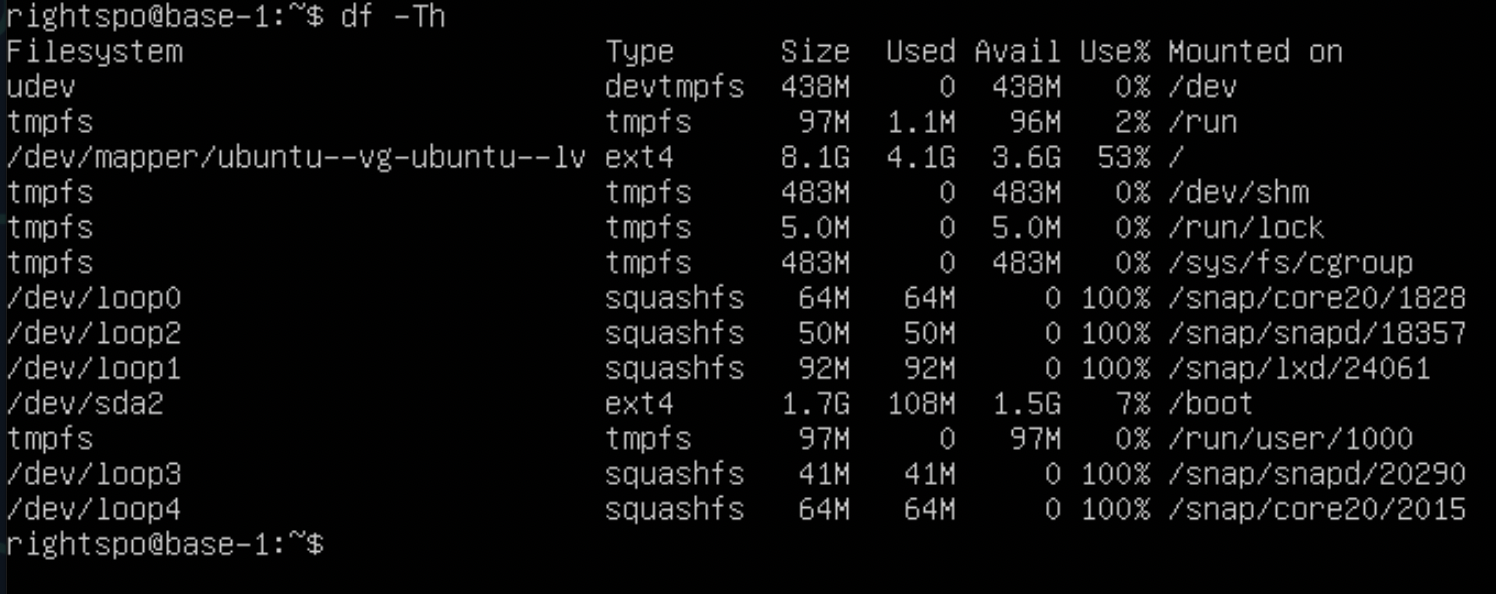 rightspo@base-1:~$ df -Th
Filesystem                        Type      Size  Used Avail Use% Mounted on
udev                              devtmpfs  438M     0  438M   0% /dev
tmpfs                             tmpfs      97M  1.1M   96M   2% /run
/dev/mapper/ubuntu--vg-ubuntu--lv ext4      8.1G  4.1G  3.6G  53% /
tmpfs                             tmpfs     483M     0  483M   0% /dev/shm
tmpfs                             tmpfs     5.0M     0  5.0M   0% /run/lock
tmpfs                             tmpfs     483M     0  483M   0% /sys/fs/cgroup
/dev/loop0                        squashfs   64M   64M     0 100% /snap/core20/1828
/dev/loop2                        squashfs   50M   50M     0 100% /snap/snapd/18357
/dev/loop1                        squashfs   92M   92M     0 100% /snap/lxd/24061
/dev/sda2                         ext4      1.7G  108M  1.5G   7% /boot
tmpfs                             tmpfs      97M     0   97M   0% /run/user/1000
/dev/loop3                        squashfs   41M   41M     0 100% /snap/snapd/20290
/dev/loop4                        squashfs   64M   64M     0 100% /snap/core20/2015
rightspo@base-1:~$